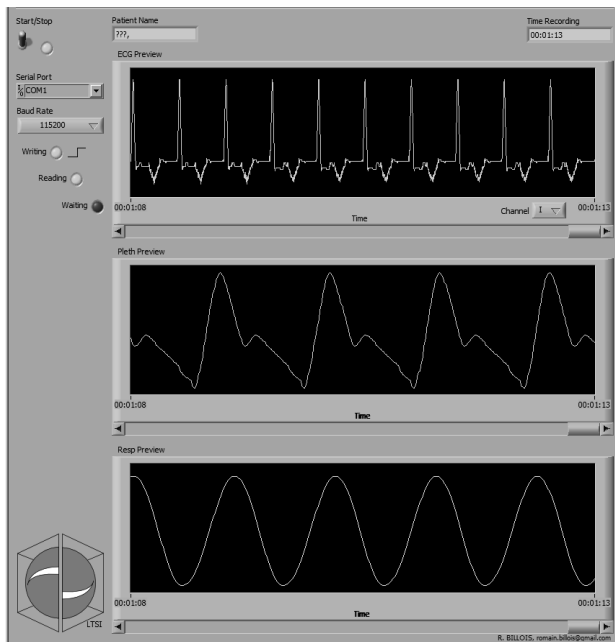 Start/Stop
Patient Name
???,
Time Recording
00:01:13
ECG Preview
Serial Port
COM1
Baud Rate
115200
Writing
Reading
Waiting
00:01:08
Time
Channel I
00:01:13
Pleth Preview
00:01:08
Time
00:01:13
Resp Preview
00:01:08
Time
00:01:13
LTSI
R. BILLOIS, romain.billois@gmail.com